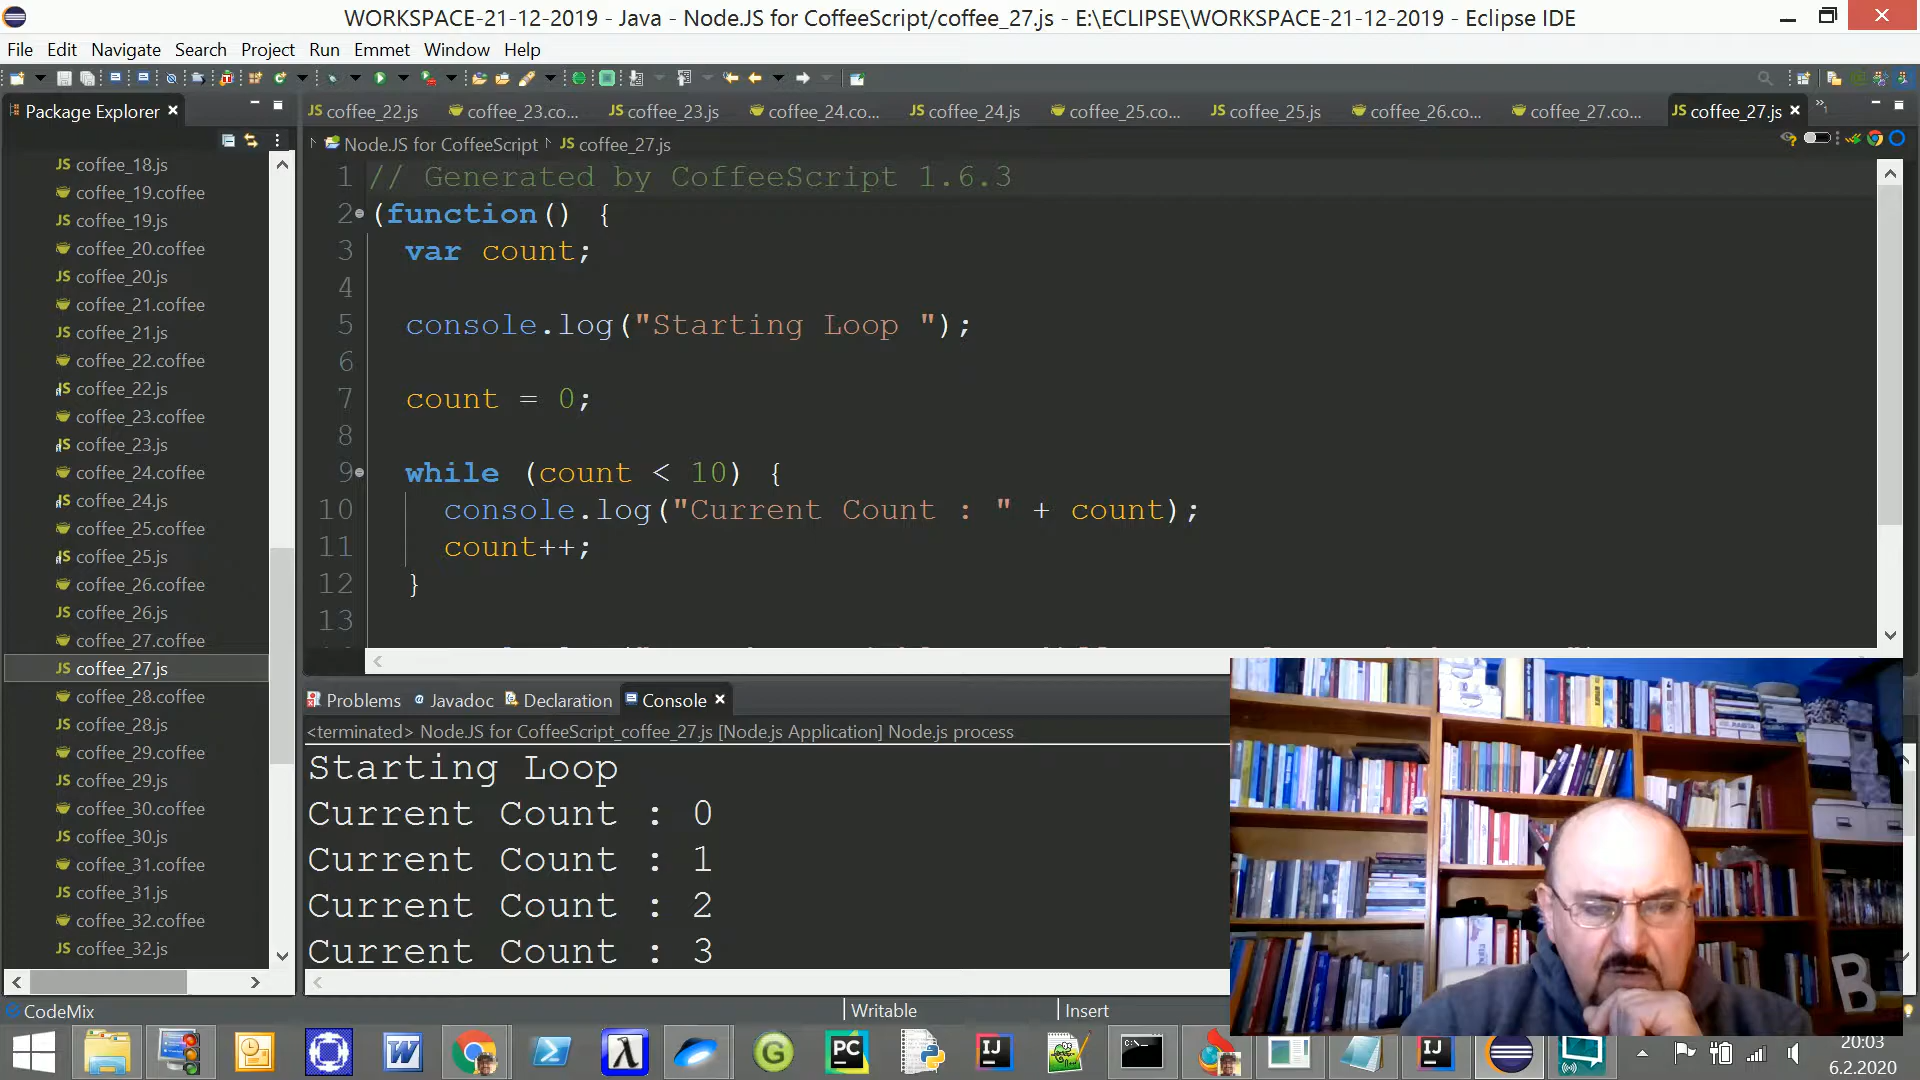 WORKSPACE-21-12-2019 - Java - Node.JS for CoffeeScript/coffee_27.js - E:\ECLIPSE\WORKSPACE-21-12-2019 - Eclipse IDE
File Edit Navigate Search Project Run Emmet Window Help
Package Explorer
coffee_22.js coffee_23.co... coffee_23.js coffee_24.co... coffee_24.js coffee_25.co... coffee_25.js coffee_26.co... coffee_27.co... coffee_27.js
Node.JS for CoffeeScript coffee_27.js
coffee_18.js
coffee_19.coffee
coffee_19.js
coffee_20.coffee
coffee_20.js
coffee_21.coffee
coffee_21.js
coffee_22.coffee
coffee_22.js
coffee_23.coffee
coffee_23.js
coffee_24.coffee
coffee_24.js
coffee_25.coffee
coffee_25.js
coffee_26.coffee
coffee_26.js
coffee_27.coffee
coffee_27.js
coffee_28.coffee
coffee_28.js
coffee_29.coffee
coffee_29.js
coffee_30.coffee
coffee_30.js
coffee_31.coffee
coffee_31.js
coffee_32.coffee
coffee_32.js
1 // Generated by CoffeeScript 1.6.3
2 (function() {
3 var count;
4
5 console.log("Starting Loop ");
6
7 count = 0;
8
9 while (count < 10) {
10 console.log("Current Count : " + count);
11 count++;
12 }
13
Problems Javadoc Declaration Console
<terminated> Node.JS for CoffeeScript_coffee_27.js [Node.js Application] Node.js process
Starting Loop
Current Count : 0
Current Count : 1
Current Count : 2
Current Count : 3
CodeMix Writable Insert
20:03
6.2.2020